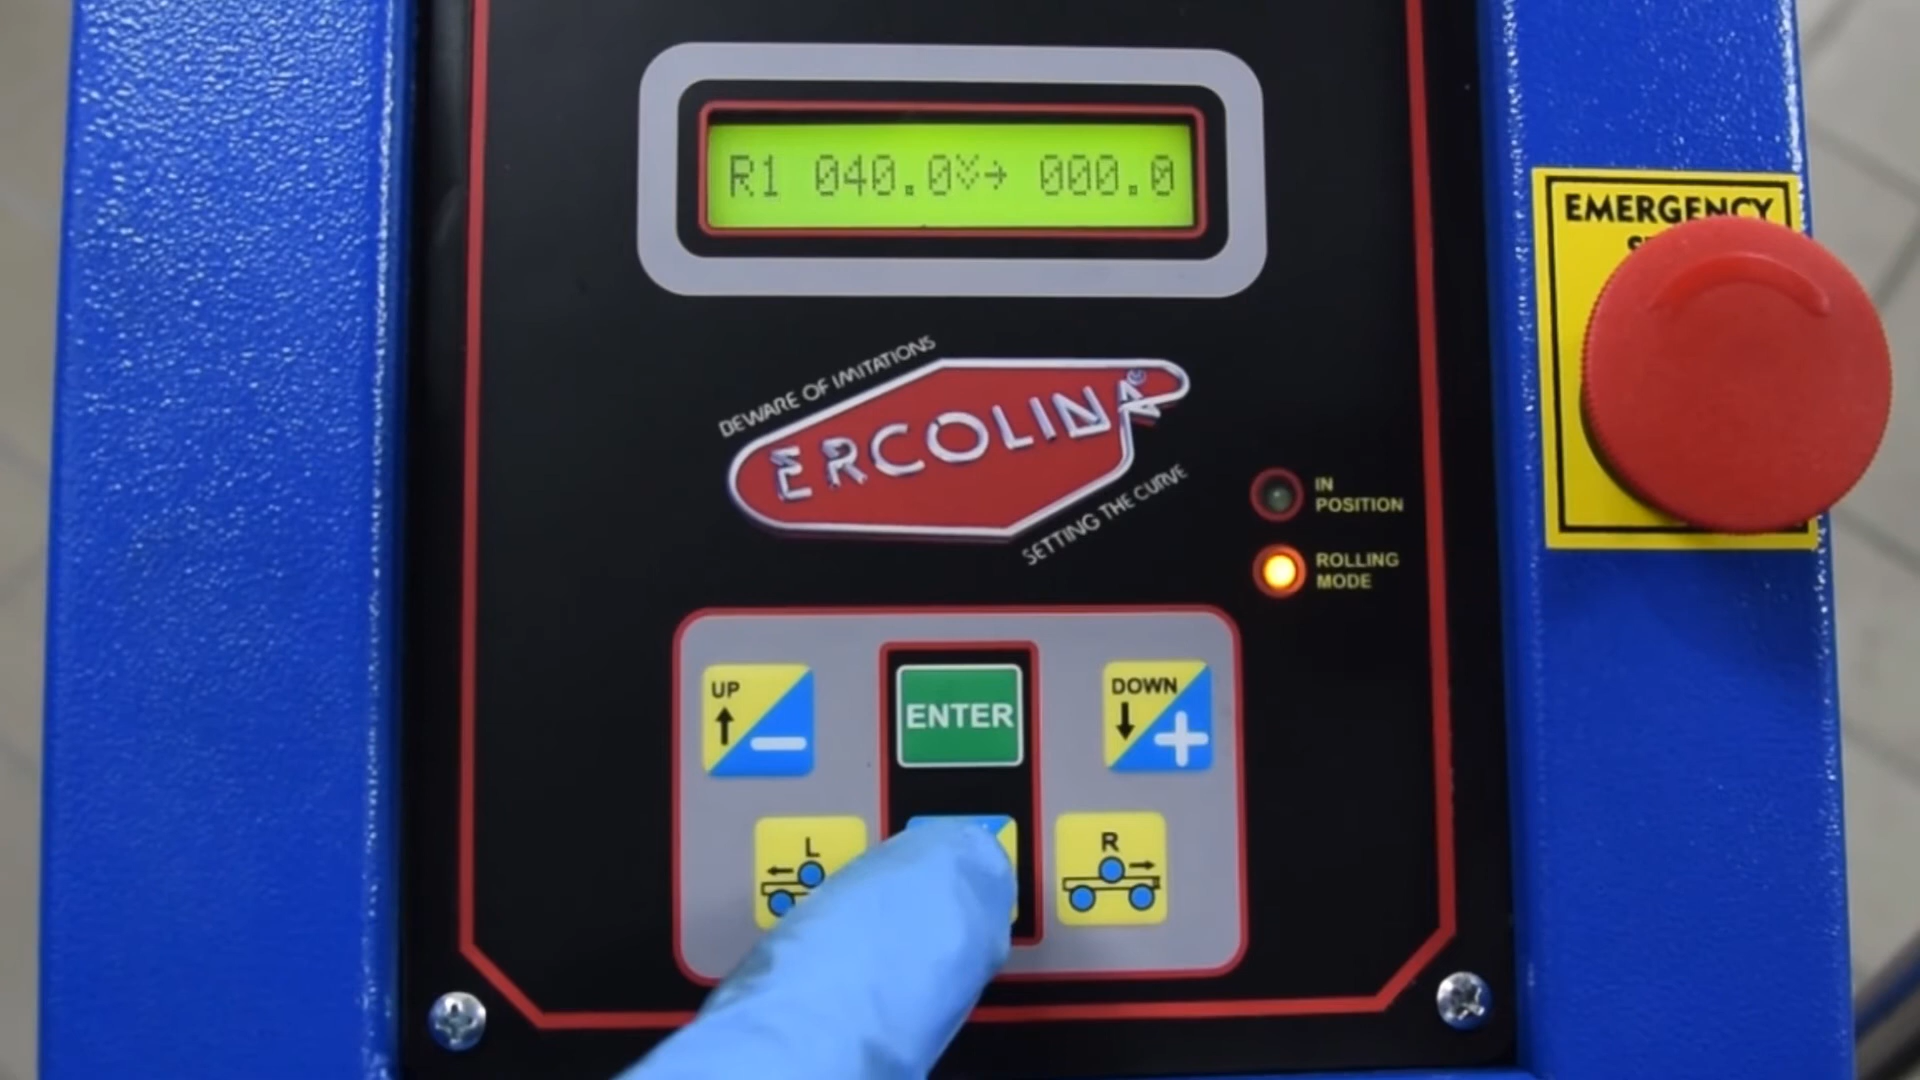 R1 040.0 → 000.0
EMERGENCY
BEWARE OF IMITATIONS
ERCOLINA®
SETTING THE CURVE
IN
POSITION
ROLLING
MODE
UP
ENTER
DOWN
L
R